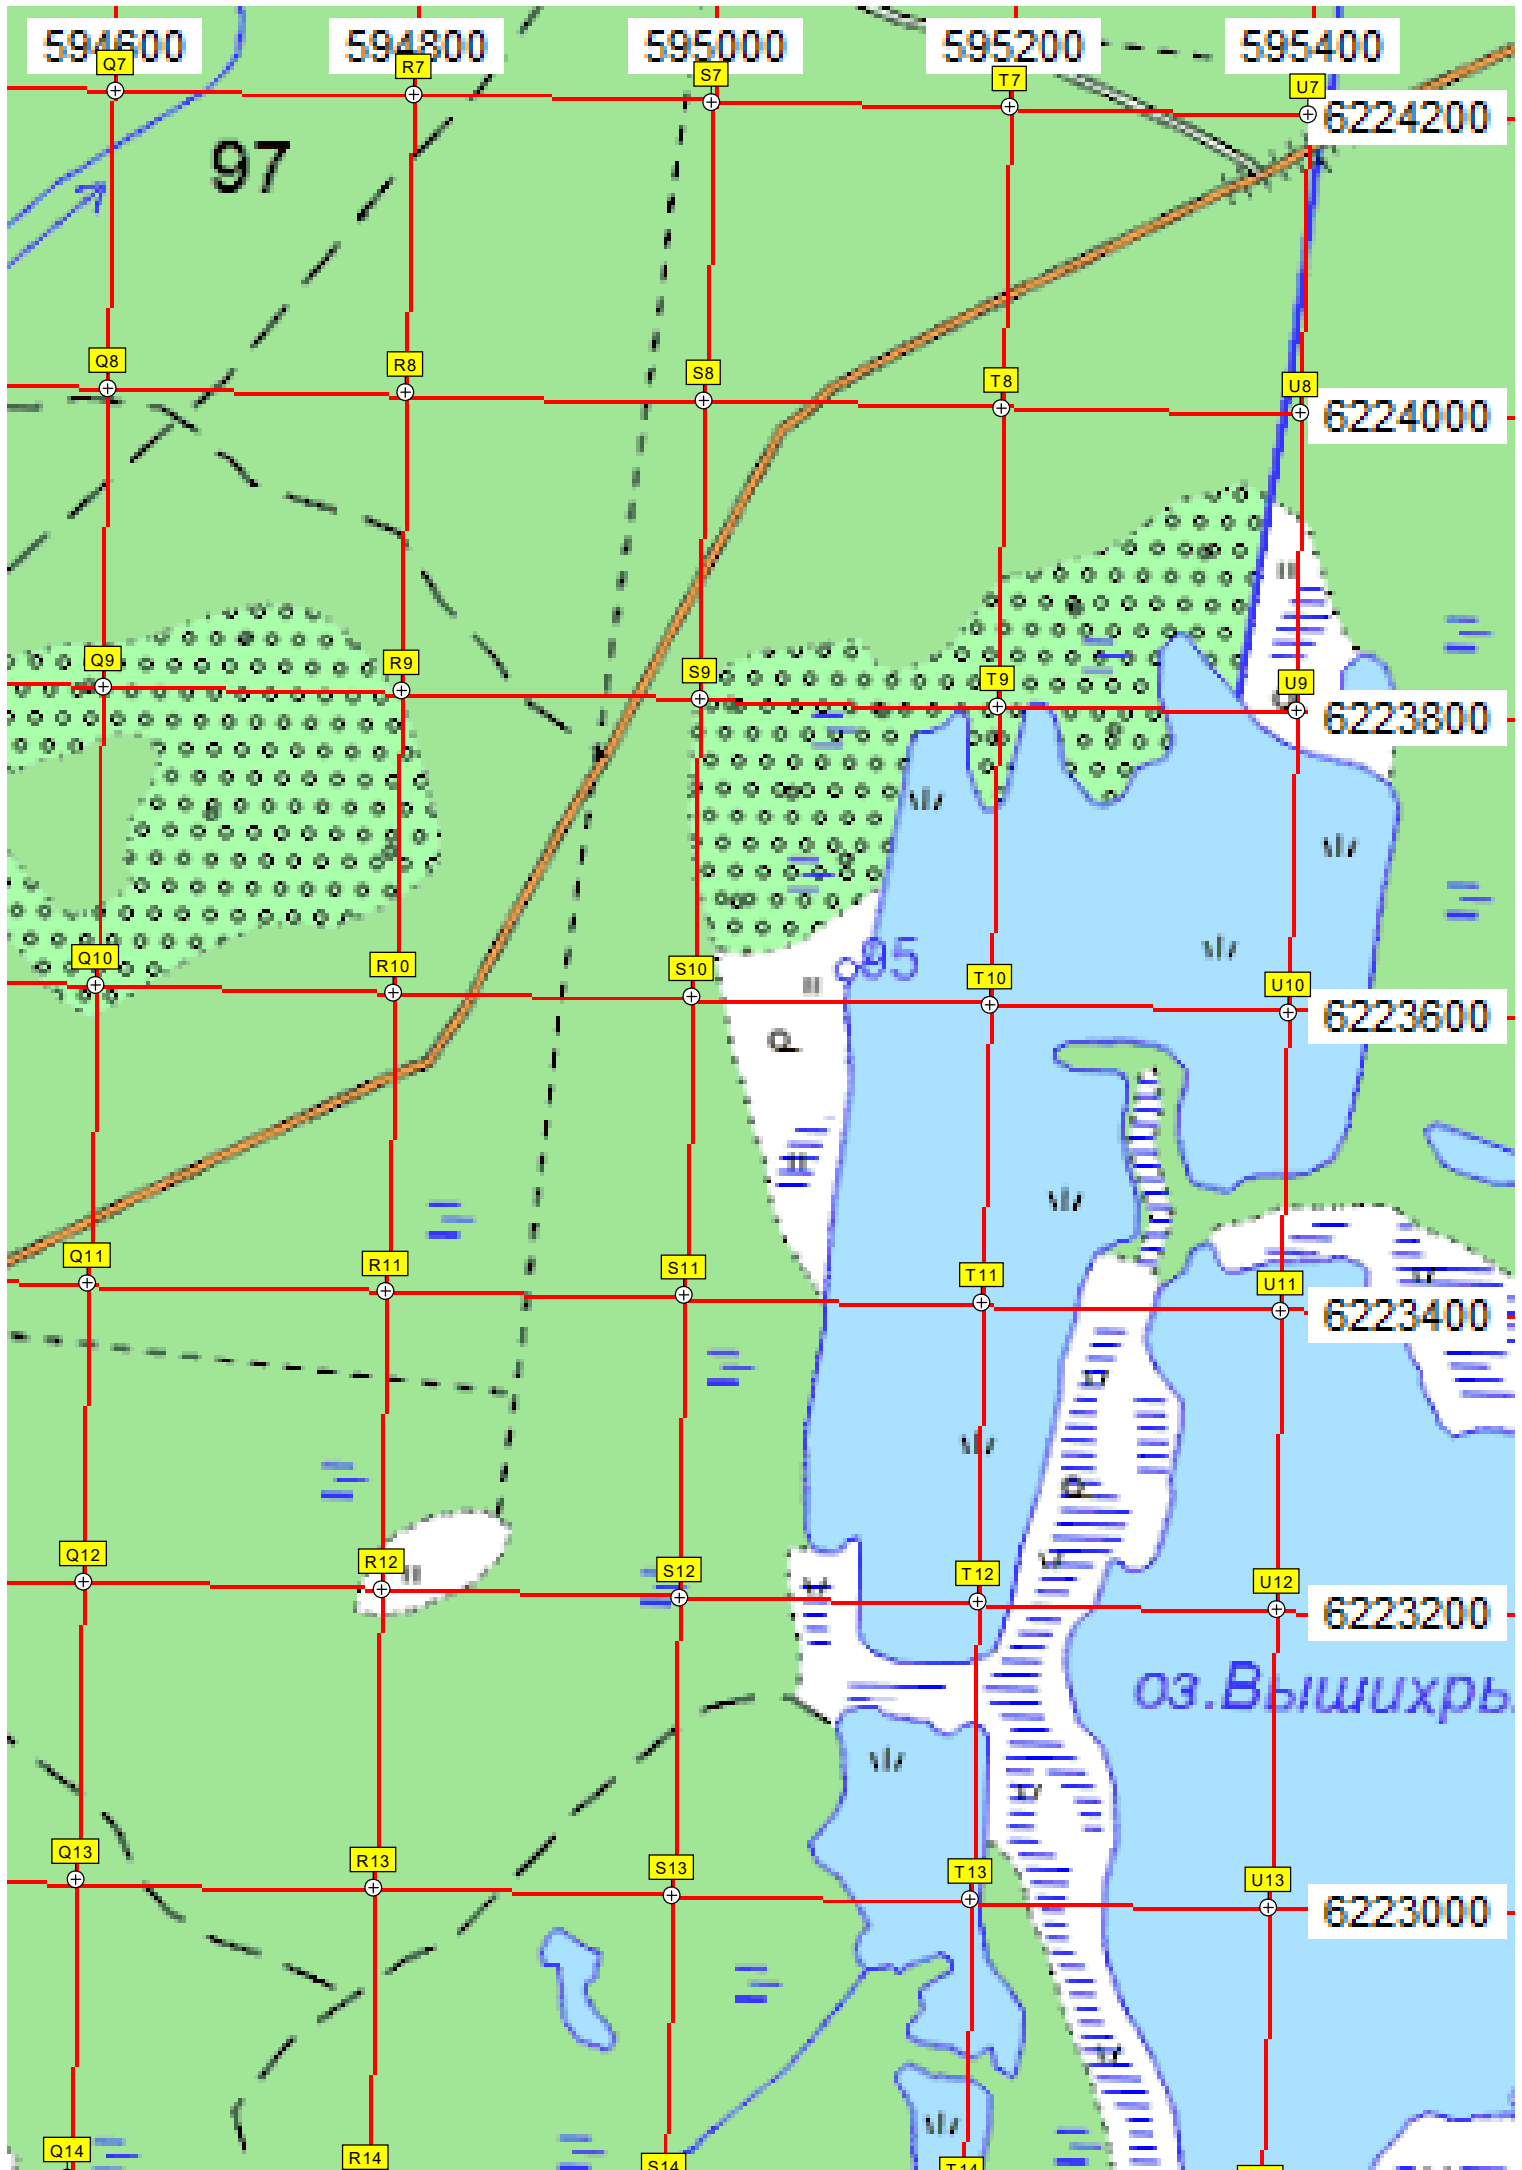 594600 594800 595000 595200 595400
Q7 R7 S7 T7 U7
6224200
97
Q8 R8 S8 T8 U8
6224000
Q9 R9 S9 T9 U9
6223800
95
Q10 R10 S10 T10 U10
6223600
Q11 R11 S11 T11 U11
6223400
Q12 R12 S12 T12 U12
6223200
оз.Вышихрь
Q13 R13 S13 T13 U13
6223000
Q14 R14 S14 T14